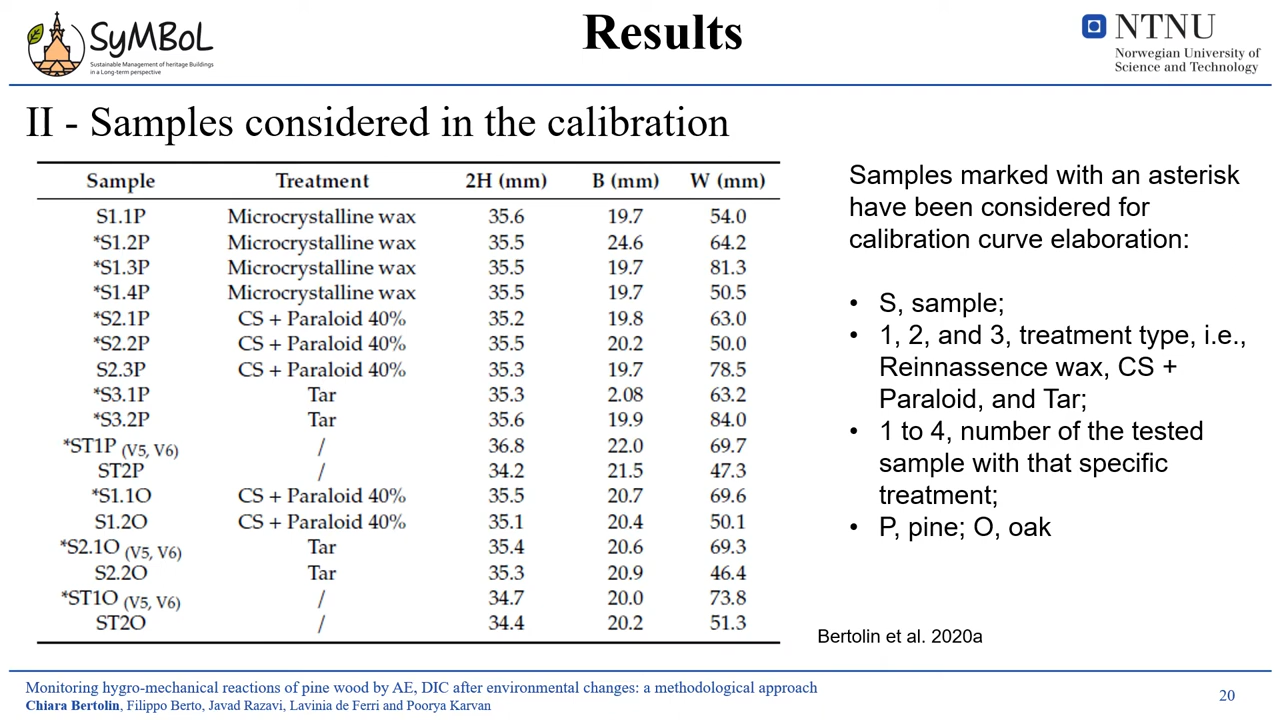 SyMBoL
Sustainable Management of heritage Buildings
in a Long-term perspective
Results
NTNU
Norwegian University of
Science and Technology
II - Samples considered in the calibration
Sample Treatment 2H (mm) B (mm) W (mm)
S1.1P Microcrystalline wax 35.6 19.7 54.0
*S1.2P Microcrystalline wax 35.5 24.6 64.2
*S1.3P Microcrystalline wax 35.5 19.7 81.3
*S1.4P Microcrystalline wax 35.5 19.7 50.5
*S2.1P CS + Paraloid 40% 35.2 19.8 63.0
*S2.2P CS + Paraloid 40% 35.5 20.2 50.0
S2.3P CS + Paraloid 40% 35.3 19.7 78.5
*S3.1P Tar 35.3 2.08 63.2
*S3.2P Tar 35.6 19.9 84.0
*ST1P (V5, V6) / 36.8 22.0 69.7
ST2P / 34.2 21.5 47.3
*S1.1O CS + Paraloid 40% 35.5 20.7 69.6
S1.2O CS + Paraloid 40% 35.1 20.4 50.1
*S2.1O (V5, V6) Tar 35.4 20.6 69.3
S2.2O Tar 35.3 20.9 46.4
*ST1O (V5, V6) / 34.7 20.0 73.8
ST2O / 34.4 20.2 51.3
Samples marked with an asterisk
have been considered for
calibration curve elaboration:
• S, sample;
• 1, 2, and 3, treatment type, i.e.,
Reinnassence wax, CS +
Paraloid, and Tar;
• 1 to 4, number of the tested
sample with that specific
treatment;
• P, pine; O, oak
Bertolin et al. 2020a
Monitoring hygro-mechanical reactions of pine wood by AE, DIC after environmental changes: a methodological approach
Chiara Bertolin, Filippo Berto, Javad Razavi, Lavinia de Ferri and Poorya Karvan
20